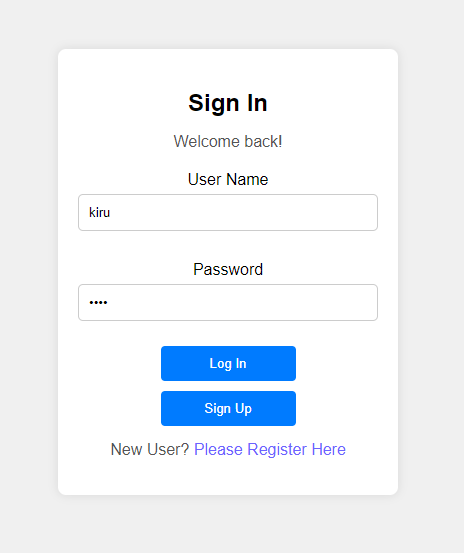 Sign In
Welcome back!
User Name
kiru
Password
••••
Log In
Sign Up
New User? Please Register Here